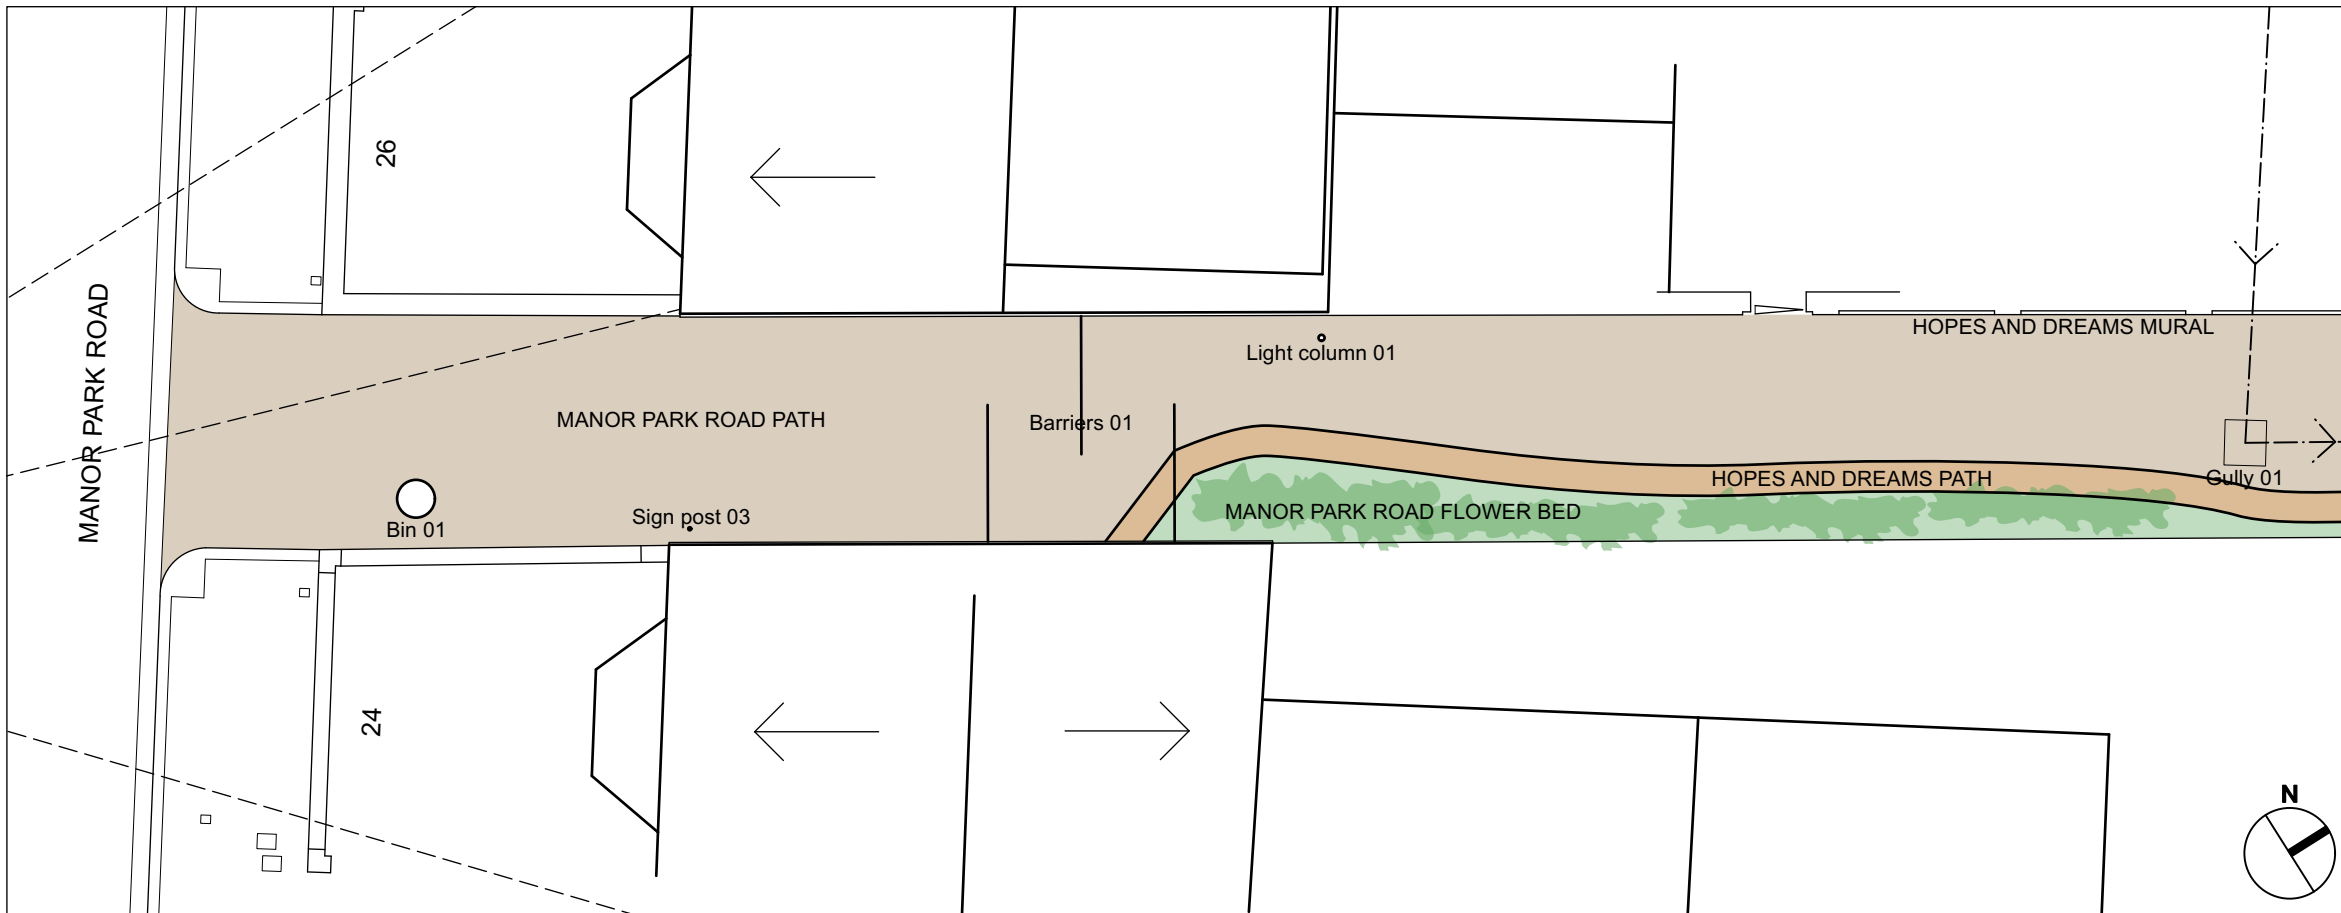 26
MANOR PARK ROAD
HOPES AND DREAMS MURAL
Light column 01
MANOR PARK ROAD PATH
Barriers 01
HOPES AND DREAMS PATH
Gully 01
MANOR PARK ROAD FLOWER BED
Sign post 03
Bin 01
24
N